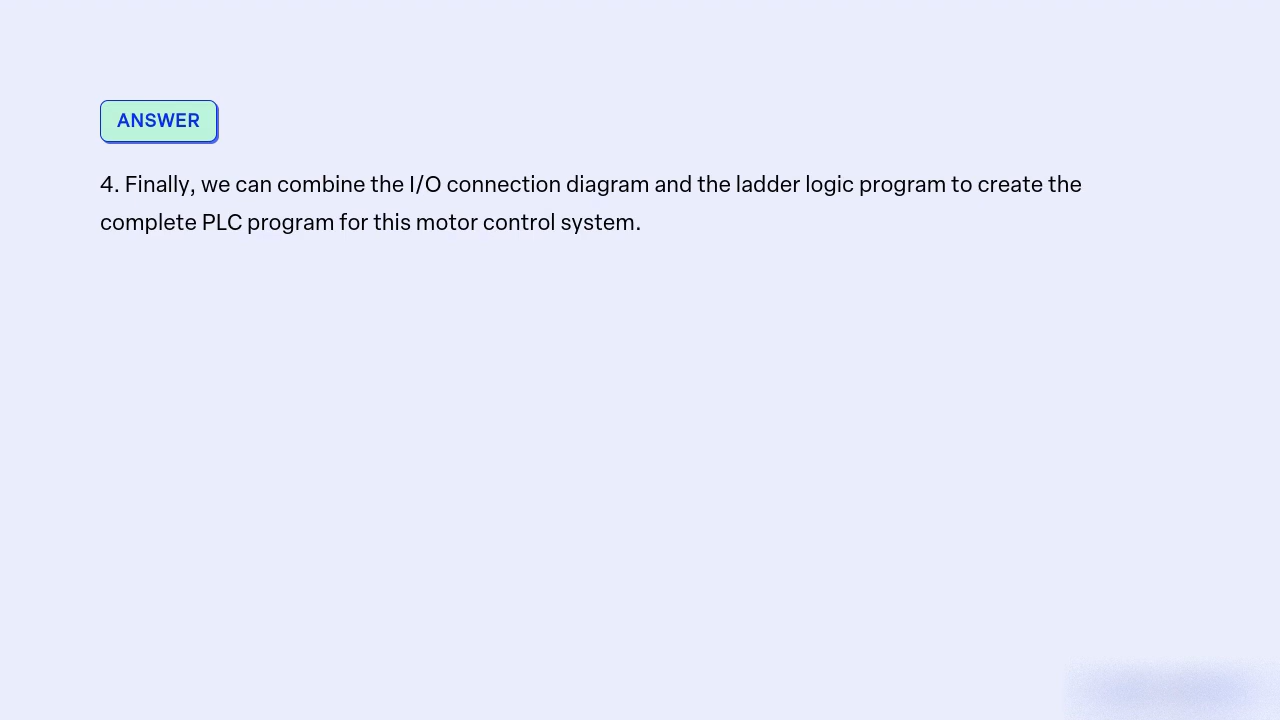 ANSWER
4. Finally, we can combine the I/O connection diagram and the ladder logic program to create the
complete PLC program for this motor control system.